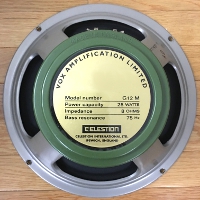 VOX AMPLIFICATION LIMITED
Model number G12 M
Power capacity 25 WATTS
Impedance 8 OHMS
Bass resonance 75 Hz
CELESTION
CELESTION INTERNATIONAL LTD.
IPSWICH, ENGLAND